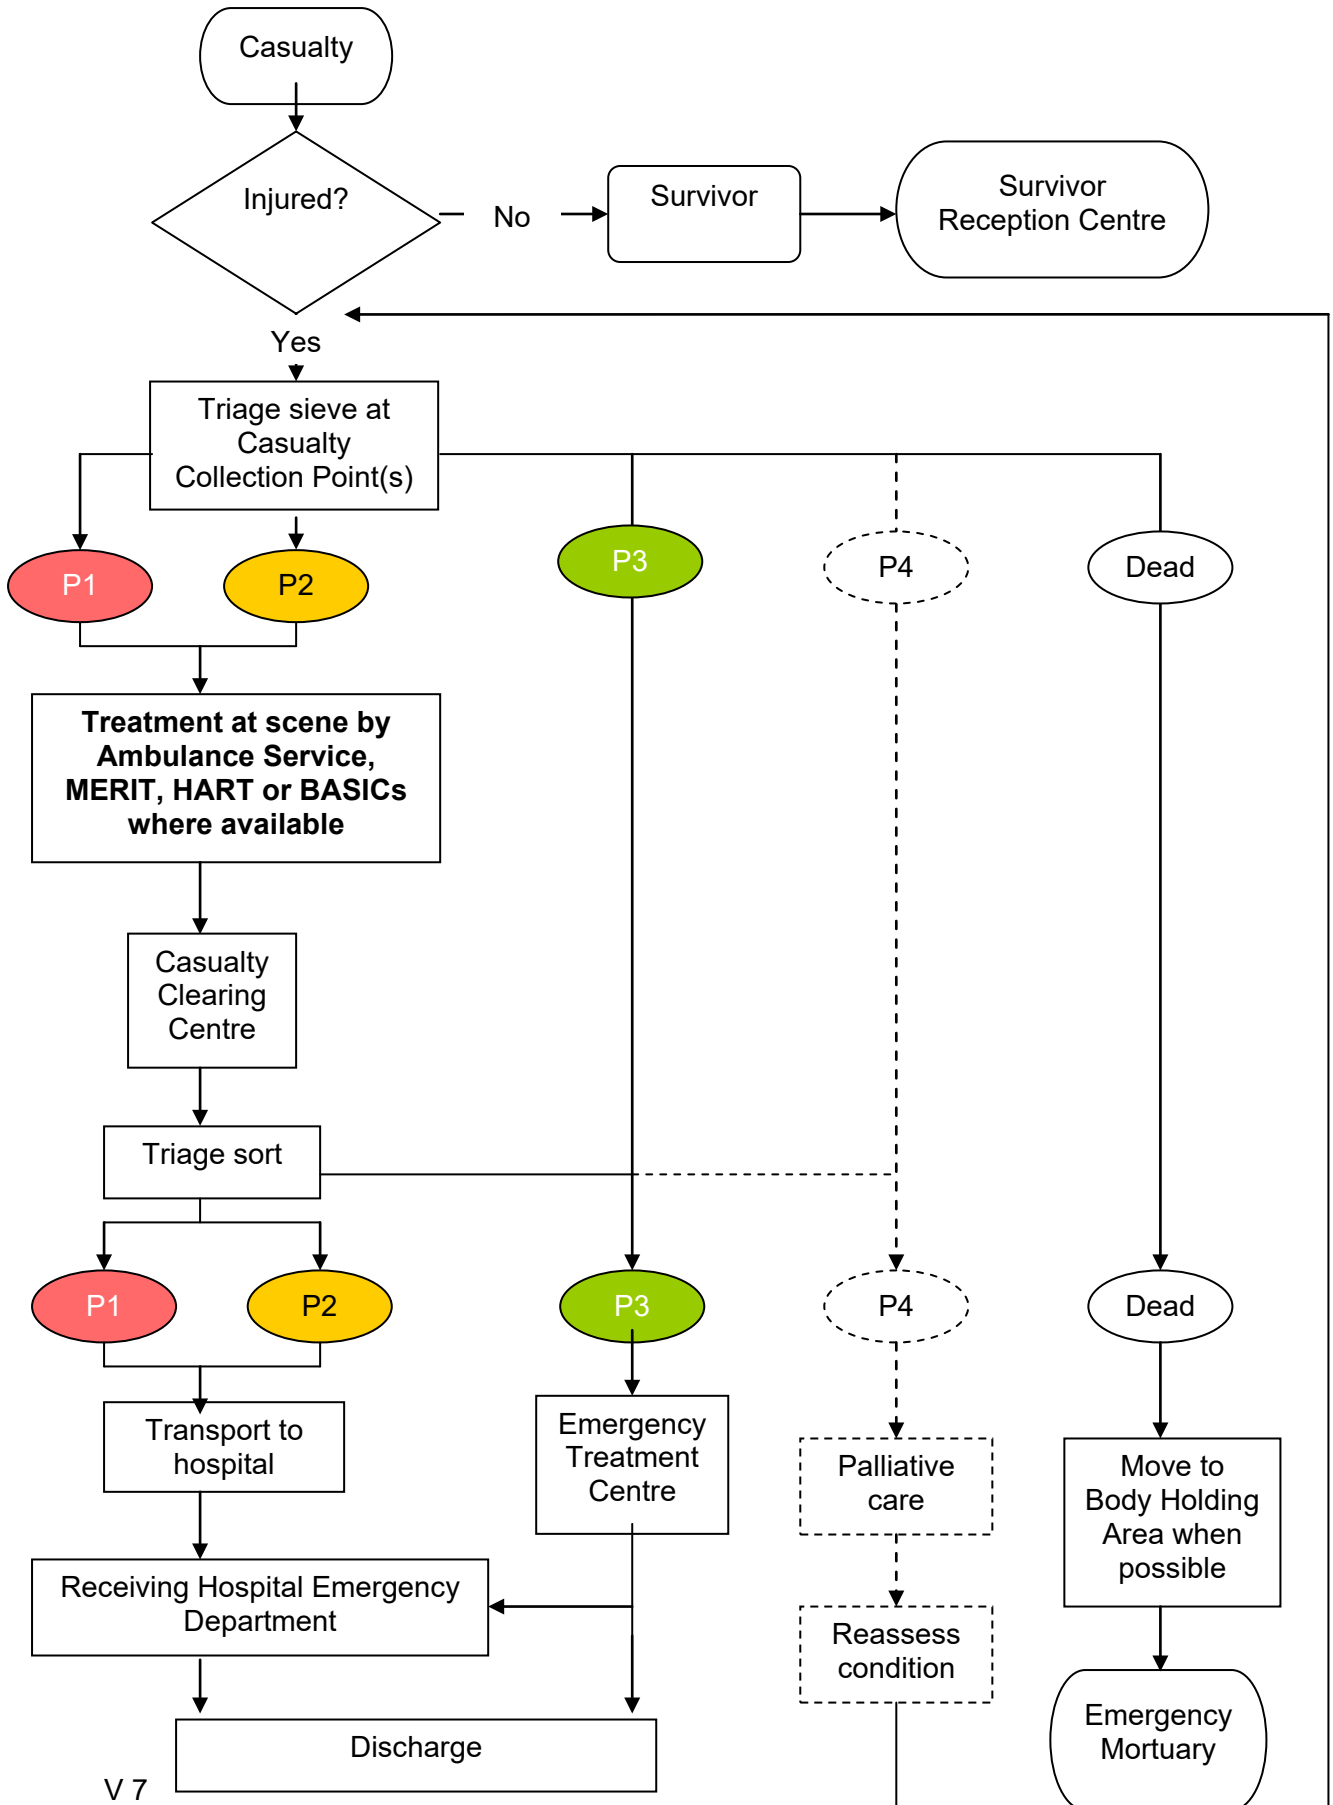 Casualty
Injured?
No
Survivor
Survivor
Reception Centre
Yes
Triage sieve at
Casualty
Collection Point(s)
P1
P2
P3
P4
Dead
Treatment at scene by
Ambulance Service,
MERIT, HART or BASICs
where available
Casualty
Clearing
Centre
Triage sort
P1
P2
P3
P4
Dead
Transport to
hospital
Emergency
Treatment
Centre
Palliative
care
Move to
Body Holding
Area when
possible
Receiving Hospital Emergency
Department
Reassess
condition
Emergency
Mortuary
Discharge
V 7